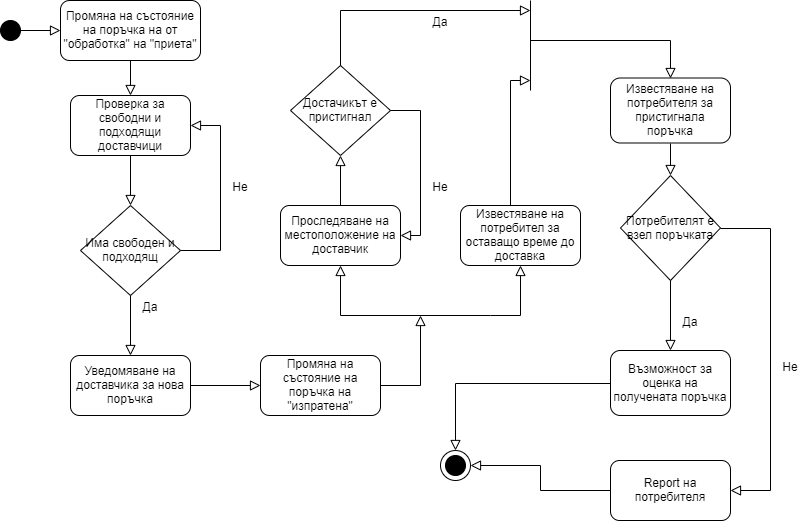 Промяна на състояние
на поръчка на от
"обработка" на "приета"
Проверка за
свободни и
подходящи
доставчици
Не
Има свободен и
подходящ
Да
Уведомяване на
доставчика за нова
поръчка
Промяна на
състояние на
поръчка на
"изпратена"
Проследяване на
местоположение на
доставчик
Достачикът е
пристигнал
Не
Да
Известяване на
потребител за
оставащо време до
доставка
Известяване на
потребителя за
пристигнала
поръчка
Потребителят е
взел поръчката
Да
Не
Възможност за
оценка на
получената поръчка
Report на
потребителя